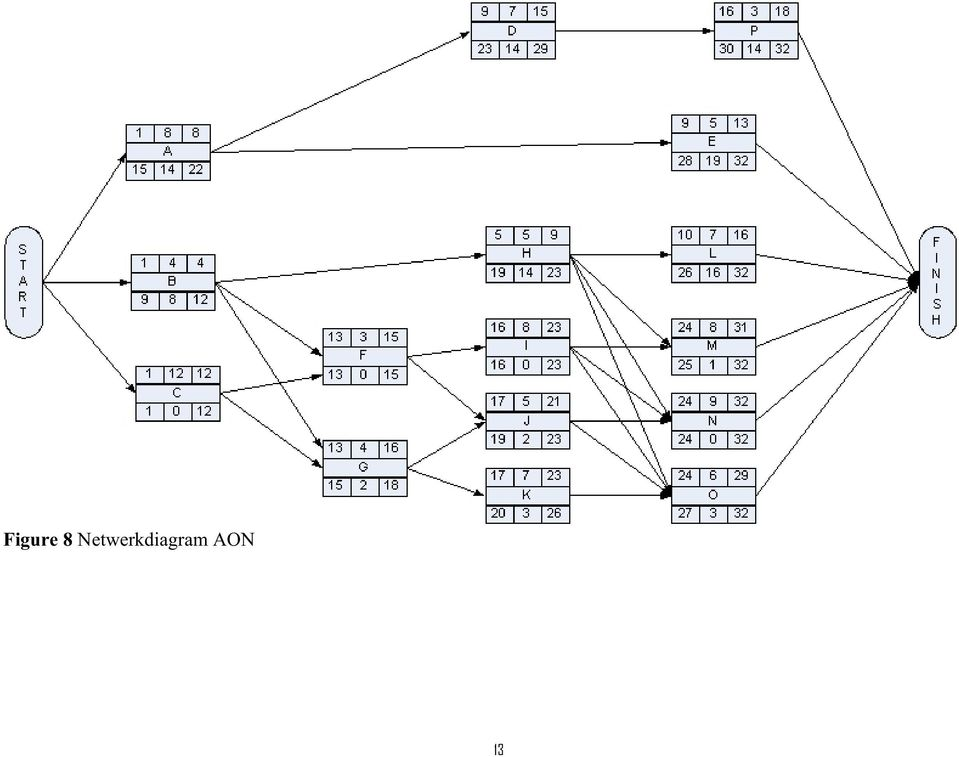 9 7 15
D
23 14 29
16 3 18
P
30 14 32
1 8 8
A
15 14 22
9 5 13
E
28 19 32
START
1 4 4
B
9 8 12
5 5 9
H
19 14 23
10 7 16
L
26 16 32
FINISH
13 3 15
F
13 0 15
16 8 23
I
16 0 23
24 8 31
M
25 1 32
1 12 12
C
1 0 12
17 5 21
J
19 2 23
24 9 32
N
24 0 32
13 4 16
G
15 2 18
17 7 23
K
20 3 26
24 6 29
O
27 3 32
Figure 8 Netwerkdiagram AON
13